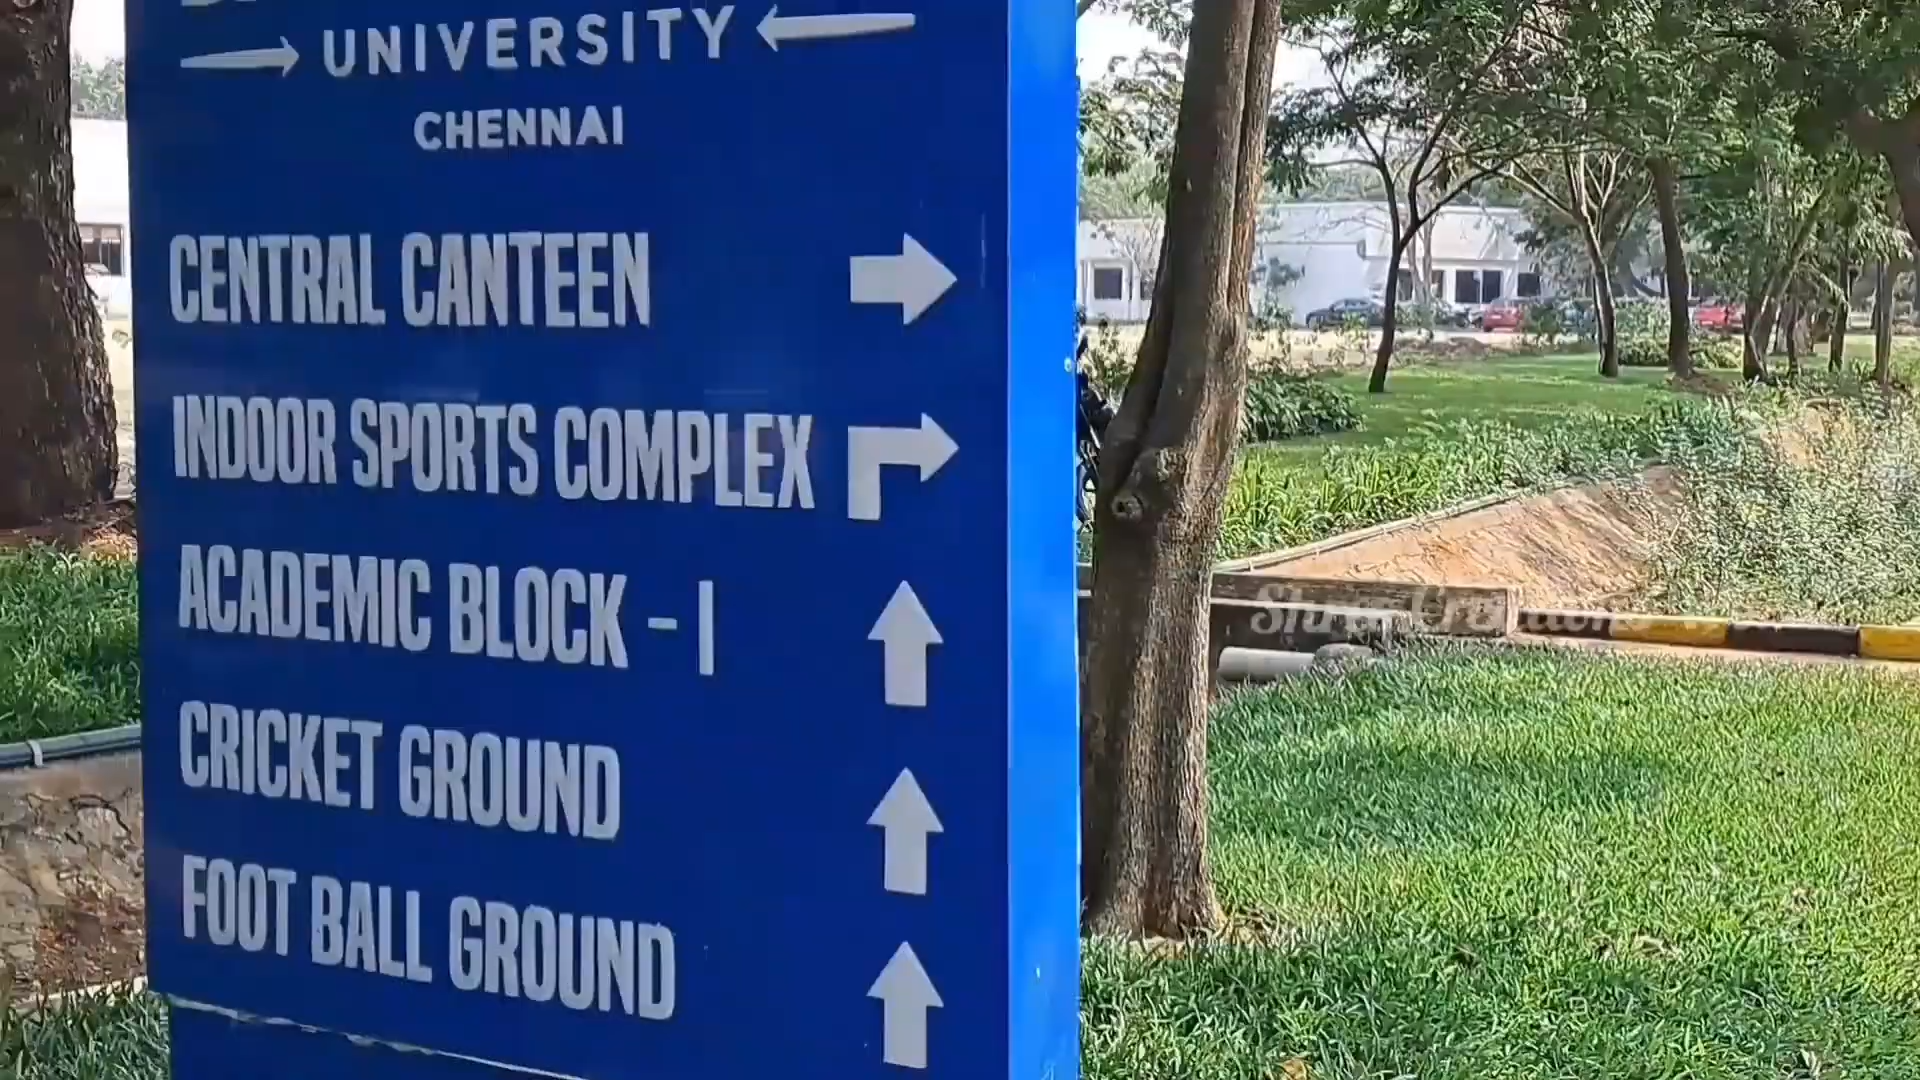 UNIVERSITY
CHENNAI
CENTRAL CANTEEN
INDOOR SPORTS COMPLEX
ACADEMIC BLOCK - I
CRICKET GROUND
FOOT BALL GROUND